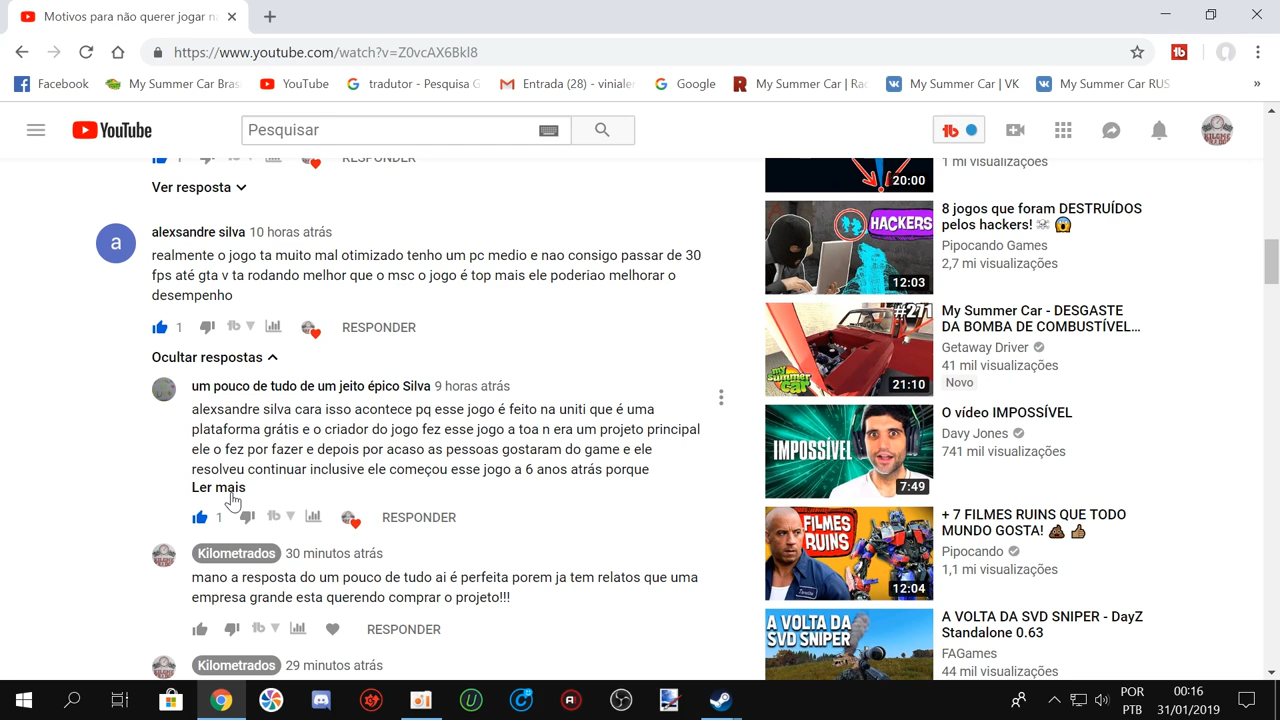 Motivos para não querer jogar n
https://www.youtube.com/watch?v=Z0vcAX6BkI8
Facebook
My Summer Car Bras
YouTube
tradutor - Pesquisa G
Entrada (28) - vinialer
Google
My Summer Car | Rac
My Summer Car | VK
My Summer Car RUS
»
YouTube
Pesquisar
1 RESPONDER
Ver resposta
a
alexsandre silva 10 horas atrás
realmente o jogo ta muito mal otimizado tenho um pc medio e nao consigo passar de 30
fps até gta v ta rodando melhor que o msc o jogo é top mais ele poderiao melhorar o
desempenho
1 RESPONDER
Ocultar respostas
um pouco de tudo de um jeito épico Silva 9 horas atrás
alexsandre silva cara isso acontece pq esse jogo é feito na uniti que é uma
plataforma grátis e o criador do jogo fez esse jogo a toa n era um projeto principal
ele o fez por fazer e depois por acaso as pessoas gostaram do game e ele
resolveu continuar inclusive ele começou esse jogo a 6 anos atrás porque
Ler mais
1 RESPONDER
Kilometrados 30 minutos atrás
mano a resposta do um pouco de tudo ai é perfeita porem ja tem relatos que uma
empresa grande esta querendo comprar o projeto!!!
RESPONDER
Kilometrados 29 minutos atrás
20:00
1 mi visualizações
HACKERS
12:03
8 jogos que foram DESTRUÍDOS
pelos hackers! ☠️ 😱
Pipocando Games
2,7 mi visualizações
#271
my summer car
21:10
My Summer Car - DESGASTE
DA BOMBA DE COMBUSTÍVEL...
Getaway Driver
41 mil visualizações
Novo
IMPOSSÍVEL
7:49
O vídeo IMPOSSÍVEL
Davy Jones
741 mil visualizações
FILMES
RUINS
12:04
+ 7 FILMES RUINS QUE TODO
MUNDO GOSTA! 💩 👍🏽
Pipocando
1,1 mi visualizações
A VOLTA DA
SVD SNIPER
A VOLTA DA SVD SNIPER - DayZ
Standalone 0.63
FAGames
44 mil visualizações
POR
PTB
00:16
31/01/2019